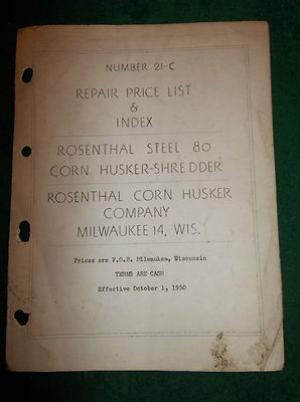 NUMBER 21-C
REPAIR PRICE LIST
&
INDEX
ROSENTHAL STEEL 80
CORN HUSKER-SHREDDER
ROSENTHAL CORN HUSKER
COMPANY
MILWAUKEE 14, WIS.
Prices are F.O.B. Milwaukee, Wisconsin
TERMS ARE CASH
Effective October 1, 1950